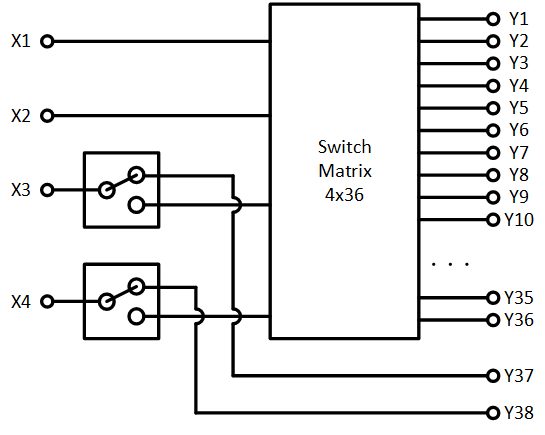 X1
X2
X3
X4
Switch
Matrix
4x36
Y1
Y2
Y3
Y4
Y5
Y6
Y7
Y8
Y9
Y10
. . .
Y35
Y36
Y37
Y38